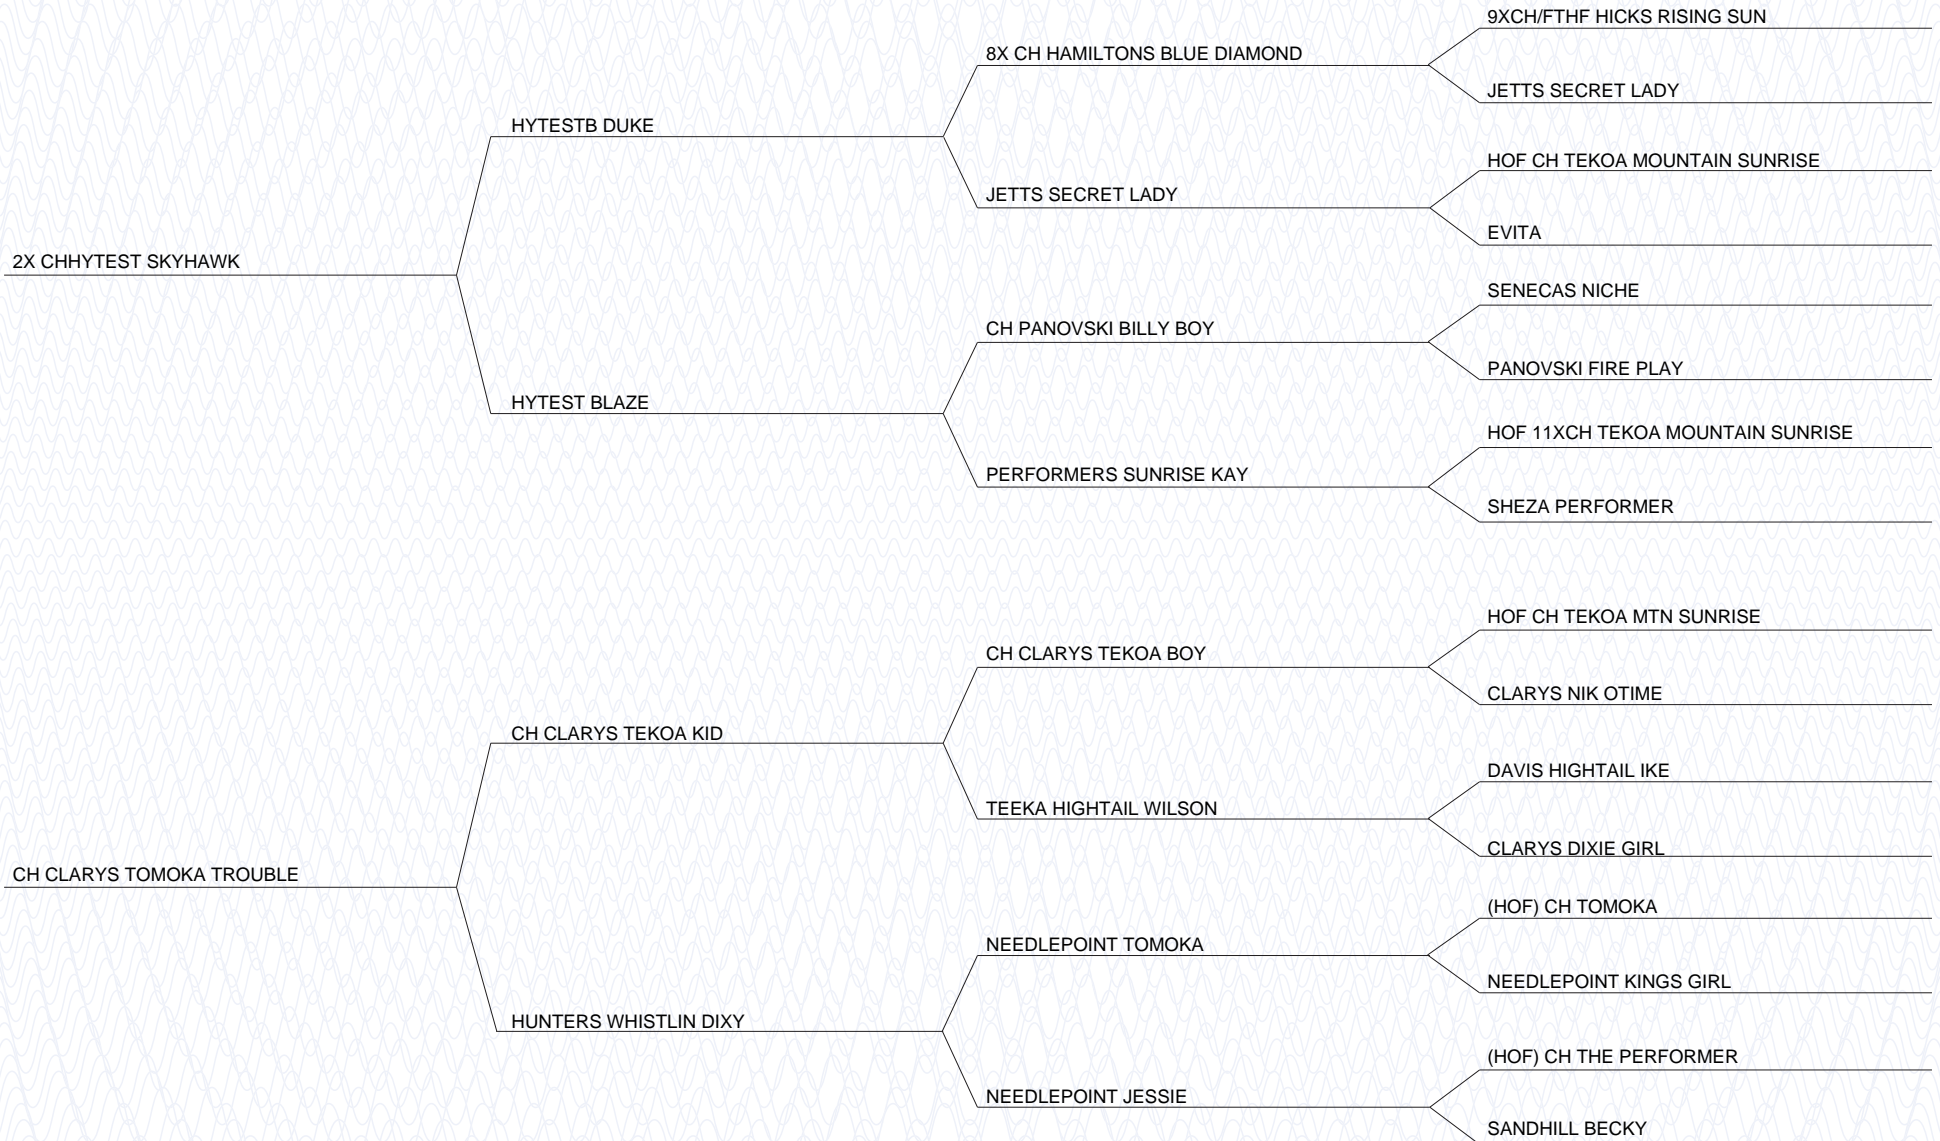 9XCH/FTHF HICKS RISING SUN
8X CH HAMILTONS BLUE DIAMOND
JETTS SECRET LADY
HYTESTB DUKE
HOF CH TEKOA MOUNTAIN SUNRISE
JETTS SECRET LADY
EVITA
2X CHHYTEST SKYHAWK
SENECAS NICHE
CH PANOVSKI BILLY BOY
PANOVSKI FIRE PLAY
HYTEST BLAZE
HOF 11XCH TEKOA MOUNTAIN SUNRISE
PERFORMERS SUNRISE KAY
SHEZA PERFORMER
HOF CH TEKOA MTN SUNRISE
CH CLARYS TEKOA BOY
CLARYS NIK OTIME
CH CLARYS TEKOA KID
DAVIS HIGHTAIL IKE
TEEKA HIGHTAIL WILSON
CLARYS DIXIE GIRL
CH CLARYS TOMOKA TROUBLE
(HOF) CH TOMOKA
NEEDLEPOINT TOMOKA
NEEDLEPOINT KINGS GIRL
HUNTERS WHISTLIN DIXY
(HOF) CH THE PERFORMER
NEEDLEPOINT JESSIE
SANDHILL BECKY